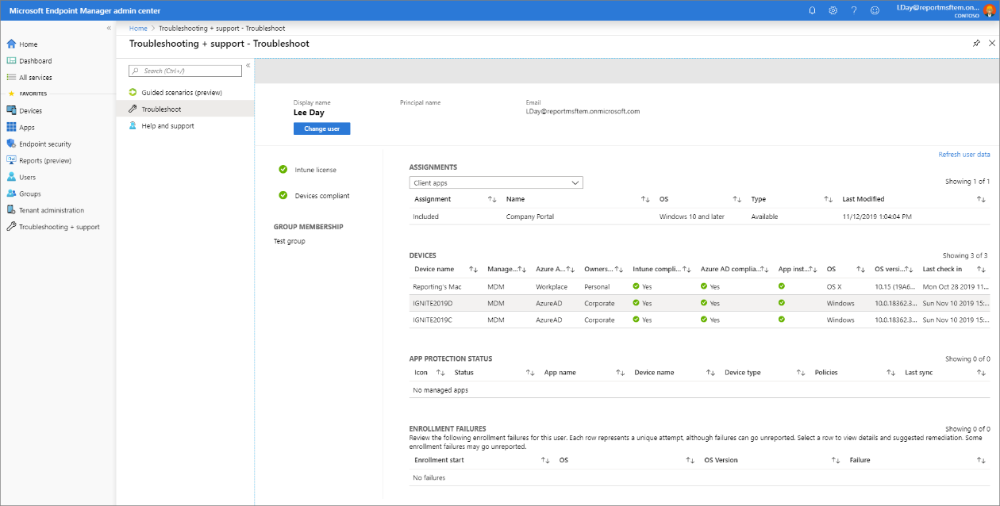 Microsoft Endpoint Manager admin center
LDay@reportmsftem.on...
CONTOSO
Home
Dashboard
All services
FAVORITES
Devices
Apps
Endpoint security
Reports (preview)
Users
Groups
Tenant administration
Troubleshooting + support
Home > Troubleshooting + support - Troubleshoot
Troubleshooting + support - Troubleshoot
Search (Ctrl+/)
Guided scenarios (preview)
Troubleshoot
Help and support
Display name Principal name Email
Lee Day LDay@reportmsftem.onmicrosoft.com
Change user
Refresh user data
Intune license
Devices compliant
GROUP MEMBERSHIP
Test group
ASSIGNMENTS
Client apps Showing 1 of 1
Assignment Name OS Type Last Modified
Included Company Portal Windows 10 and later Available 11/12/2019 1:04:04 PM
DEVICES Showing 3 of 3
Device name Manage... Azure A... Owners... Intune compli... Azure AD complia... App inst... OS OS versi... Last check in
Reporting's Mac MDM Workplace Personal Yes Yes OS X 10.15 (19A6... Mon Oct 28 2019 11...
IGNITE2019D MDM AzureAD Corporate Yes Yes Windows 10.0.18362.3... Sun Nov 10 2019 15:...
IGNITE2019C MDM AzureAD Corporate Yes Yes Windows 10.0.18362.3... Sun Nov 10 2019 15:...
APP PROTECTION STATUS Showing 0 of 0
Icon Status App name Device name Device type Policies Last sync
No managed apps
ENROLLMENT FAILURES Showing 0 of 0
Review the following enrollment failures for this user. Each row represents a unique attempt, although failures can go unreported. Select a row to view details and suggested remediation. Some
enrollment failures may go unreported.
Enrollment start OS OS Version Failure
No failures